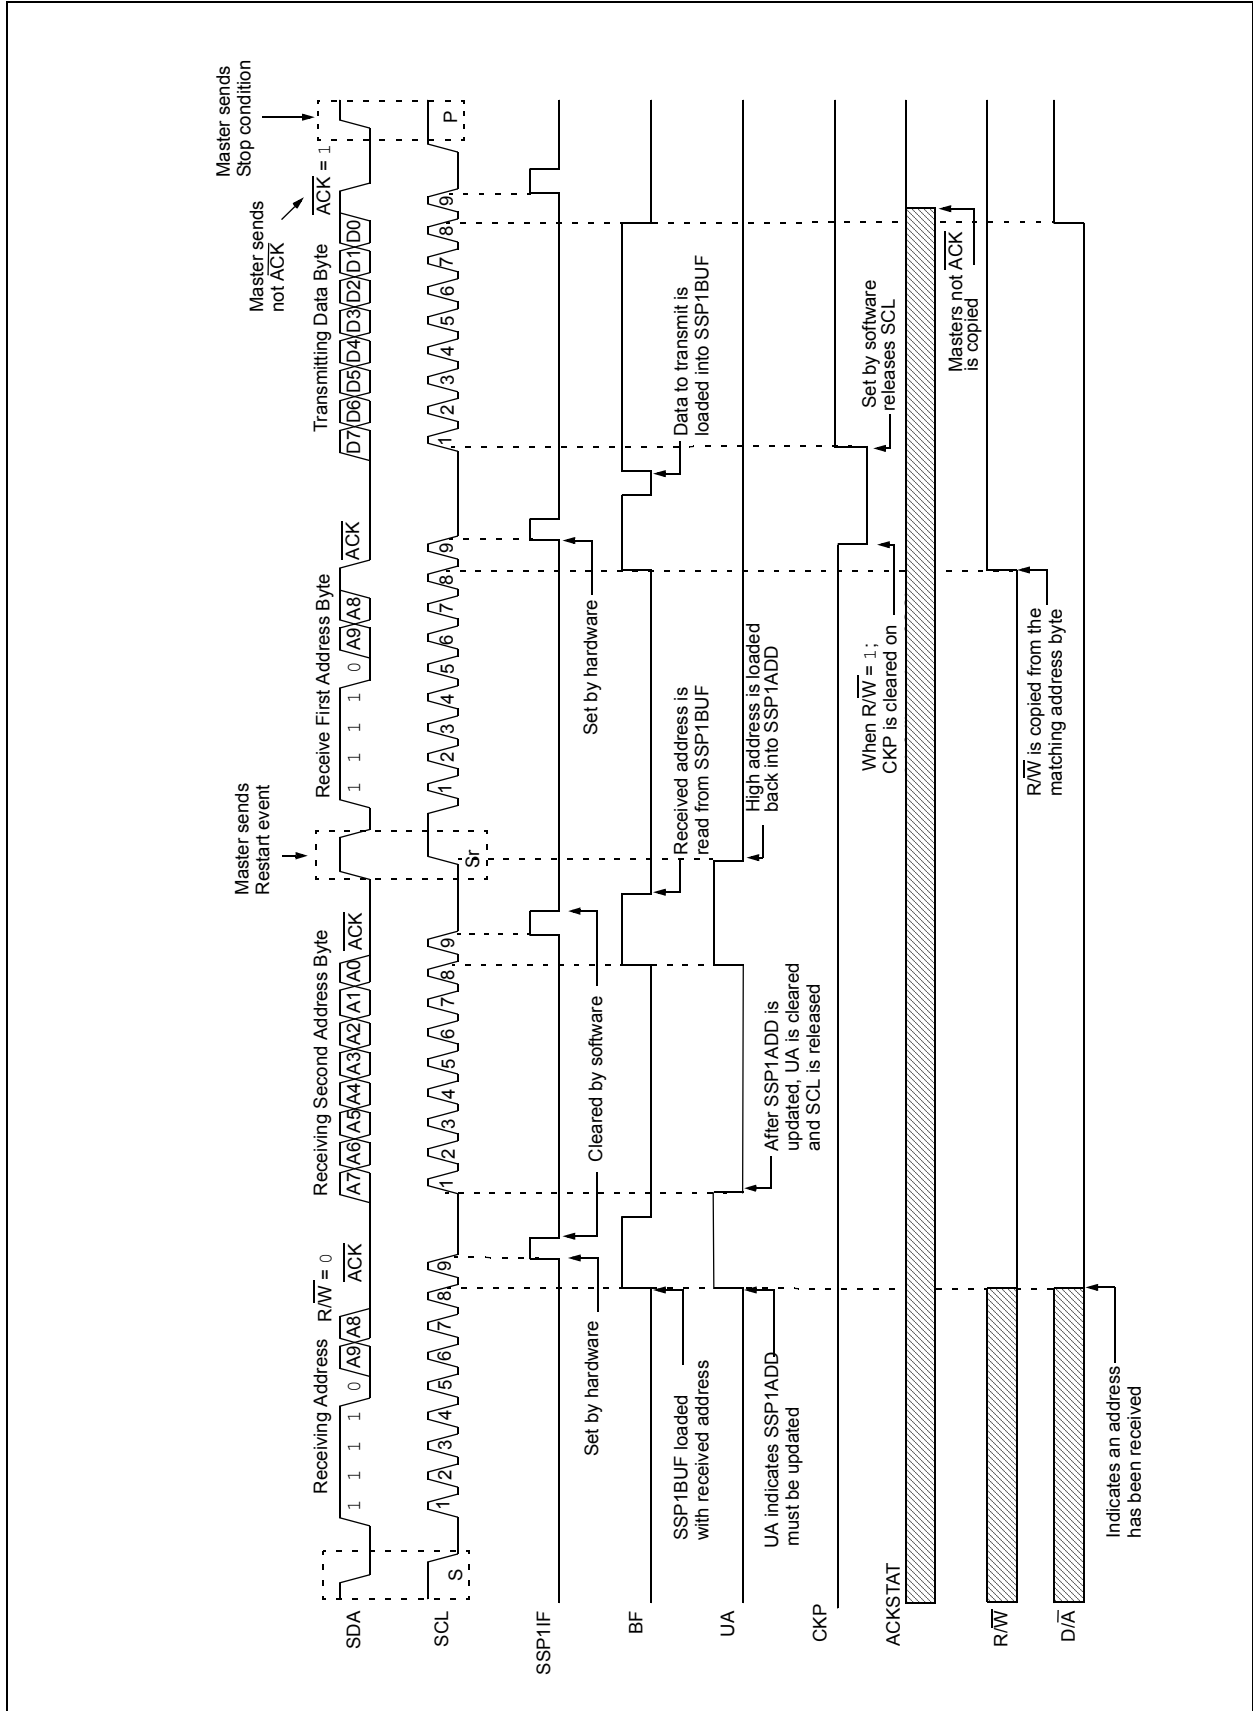 Master sends
Restart event
Master sends
not ACK
Master sends
Stop condition
Receiving Address R/W = 0
ACK
Receiving Second Address Byte
ACK
Receive First Address Byte
ACK
Transmitting Data Byte
ACK = 1
SDA
1 1 1 1 0 A9 A8
A7 A6 A5 A4 A3 A2 A1 A0
1 1 1 1 0 A9 A8
D7 D6 D5 D4 D3 D2 D1 D0
SCL
S
1 2 3 4 5 6 7 8 9
1 2 3 4 5 6 7 8 9
Sr
1 2 3 4 5 6 7 8 9
1 2 3 4 5 6 7 8 9
P
SSP1IF
Set by hardware
Cleared by software
Set by hardware
BF
SSP1BUF loaded
with received address
Received address is
read from SSP1BUF
Data to transmit is
loaded into SSP1BUF
UA
UA indicates SSP1ADD
must be updated
After SSP1ADD is
updated, UA is cleared
and SCL is released
High address is loaded
back into SSP1ADD
CKP
When R/W = 1;
CKP is cleared on
Set by software
releases SCL
ACKSTAT
Masters not ACK
is copied
R/W
R/W is copied from the
matching address byte
D/A
Indicates an address
has been received